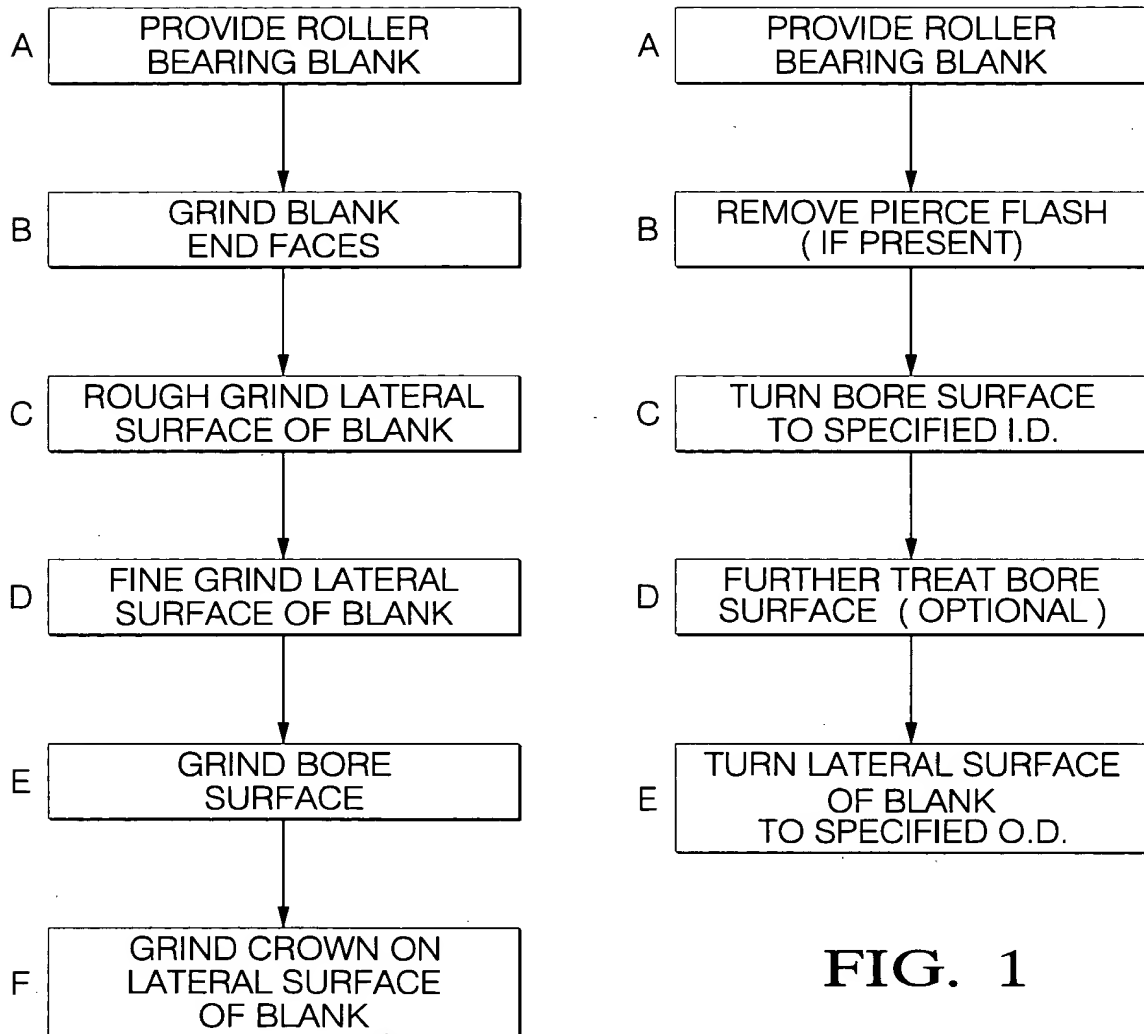 A
PROVIDE ROLLER
BEARING BLANK
B
GRIND BLANK
END FACES
C
ROUGH GRIND LATERAL
SURFACE OF BLANK
D
FINE GRIND LATERAL
SURFACE OF BLANK
E
GRIND BORE
SURFACE
F
GRIND CROWN ON
LATERAL SURFACE
OF BLANK
A
PROVIDE ROLLER
BEARING BLANK
B
REMOVE PIERCE FLASH
( IF PRESENT)
C
TURN BORE SURFACE
TO SPECIFIED I.D.
D
FURTHER TREAT BORE
SURFACE ( OPTIONAL )
E
TURN LATERAL SURFACE
OF BLANK
TO SPECIFIED O.D.
FIG. 1